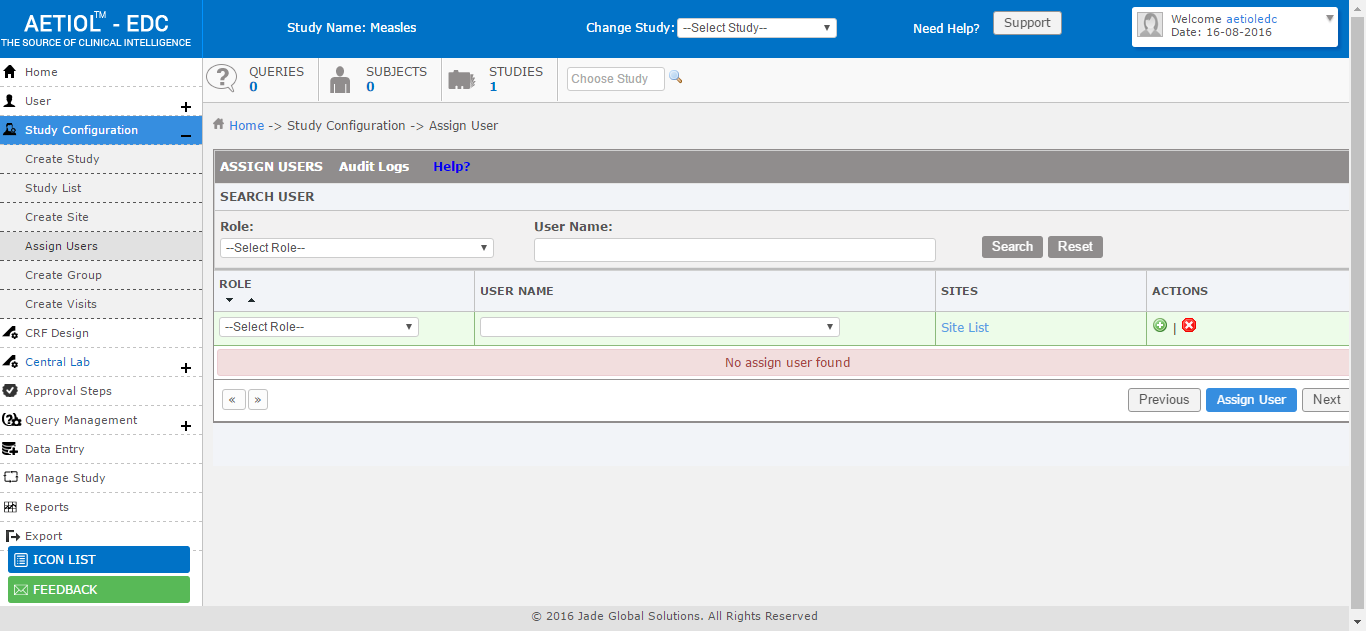 AETIOL™ - EDC
THE SOURCE OF CLINICAL INTELLIGENCE
Study Name: Measles
Change Study: --Select Study--
Need Help?
Support
Welcome aetioledc
Date: 16-08-2016
Home
User
Study Configuration
Create Study
Study List
Create Site
Assign Users
Create Group
Create Visits
CRF Design
Central Lab
Approval Steps
Query Management
Data Entry
Manage Study
Reports
Export
ICON LIST
FEEDBACK
QUERIES
0
SUBJECTS
0
STUDIES
1
Choose Study
Home -> Study Configuration -> Assign User
ASSIGN USERS Audit Logs Help?
SEARCH USER
Role: User Name:
--Select Role-- Search Reset
ROLE USER NAME SITES ACTIONS
--Select Role-- Site List |
No assign user found
« » Previous Assign User Next
© 2016 Jade Global Solutions. All Rights Reserved